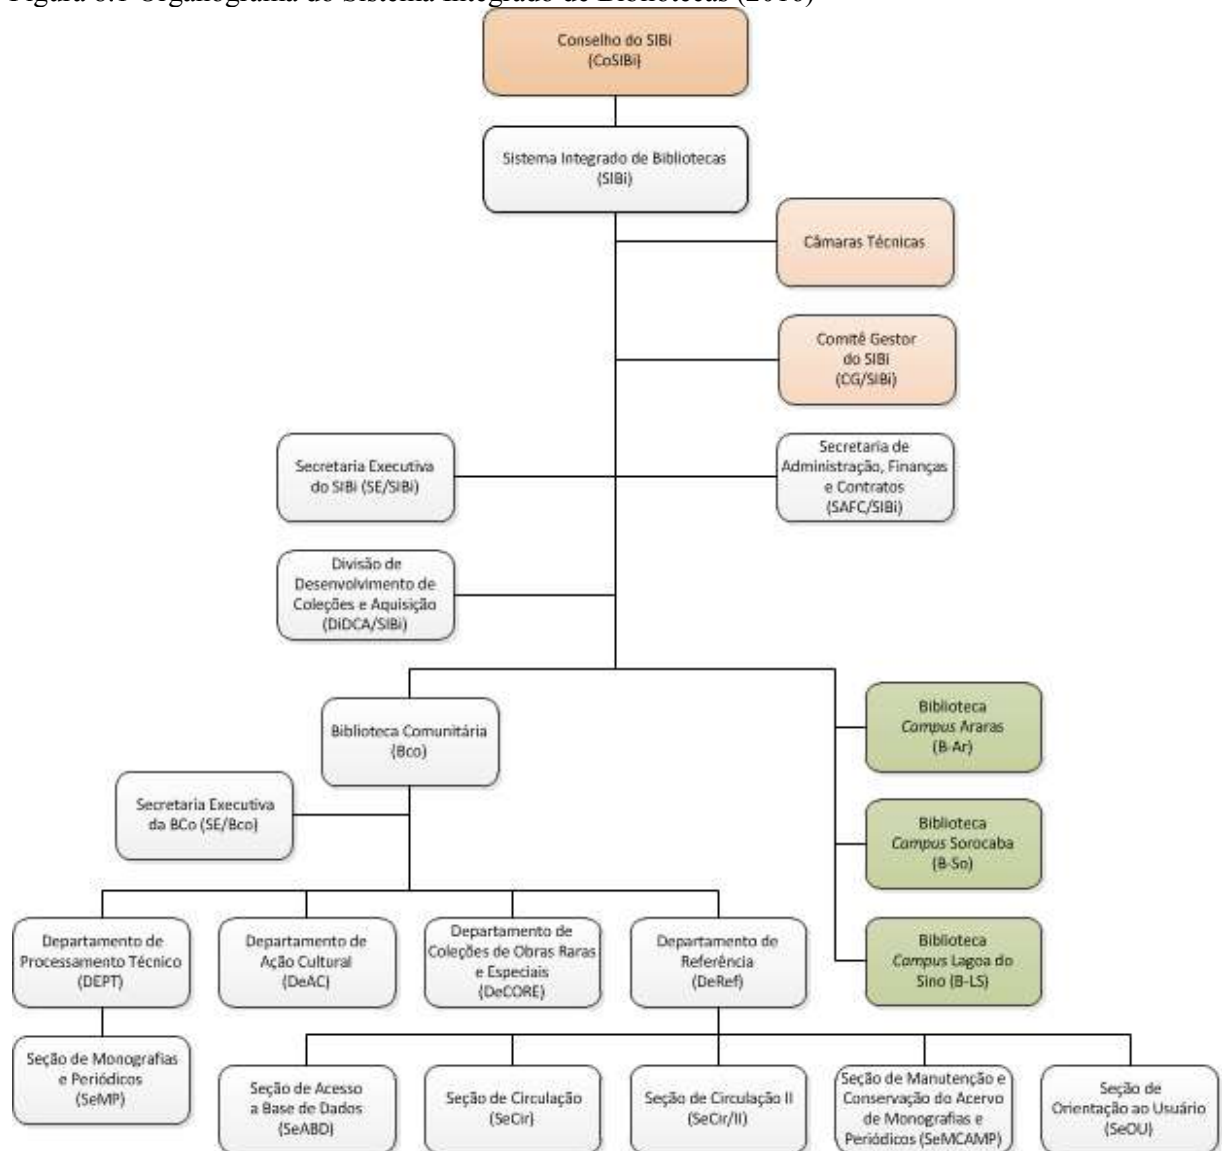 Figura 6.1 Organograma do Sistema Integrado de Bibliotecas (2016)
Conselho do SIBi
(CoSIBi)
Sistema Integrado de Bibliotecas
(SIBi)
Câmaras Técnicas
Comitê Gestor
do SIBi
(CG/SIBi)
Secretaria Executiva
do SIBi (SE/SIBi)
Secretaria de
Administração, Finanças
e Contratos
(SAFC/SIBi)
Divisão de
Desenvolvimento de
Coleções e Aquisição
(DiDCA/SIBi)
Biblioteca Comunitária
(Bco)
Biblioteca
Campus Araras
(B-Ar)
Secretaria Executiva
da BCo (SE/Bco)
Biblioteca
Campus Sorocaba
(B-So)
Biblioteca
Campus Lagoa do
Sino (B-LS)
Departamento de
Processamento Técnico
(DEPT)
Departamento de
Ação Cultural
(DeAC)
Departamento de
Coleções de Obras Raras
e Especiais
(DeCORE)
Departamento de
Referência
(DeRef)
Seção de Monografias
e Periódicos
(SeMP)
Seção de Acesso
a Base de Dados
(SeABD)
Seção de Circulação
(SeCir)
Seção de Circulação II
(SeCir/II)
Seção de Manutenção e
Conservação do Acervo
de Monografias e
Periódicos (SeMCAMP)
Seção de
Orientação ao Usuário
(SeOU)